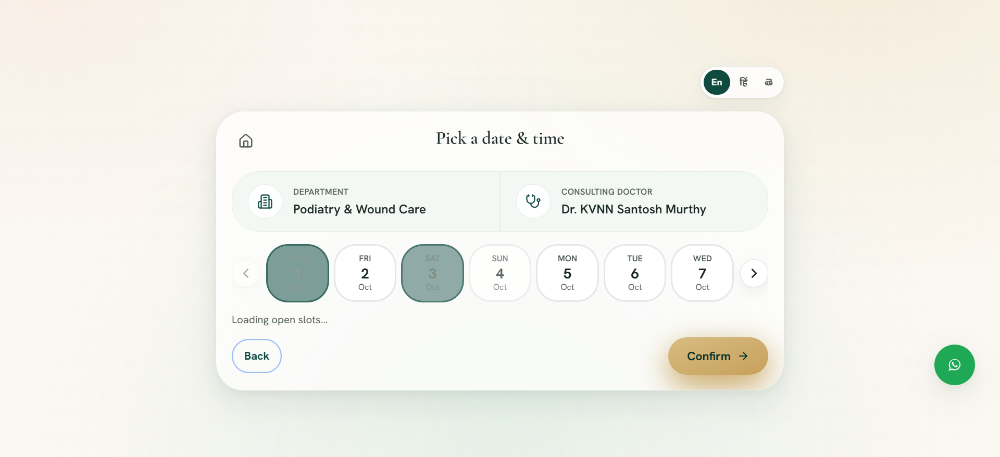 En हिं తె
Pick a date & time
DEPARTMENT
Podiatry & Wound Care
CONSULTING DOCTOR
Dr. KVNN Santosh Murthy
THU FRI SAT SUN MON TUE WED
1 2 3 4 5 6 7
Oct Oct Oct Oct Oct Oct Oct
Loading open slots...
Back
Confirm